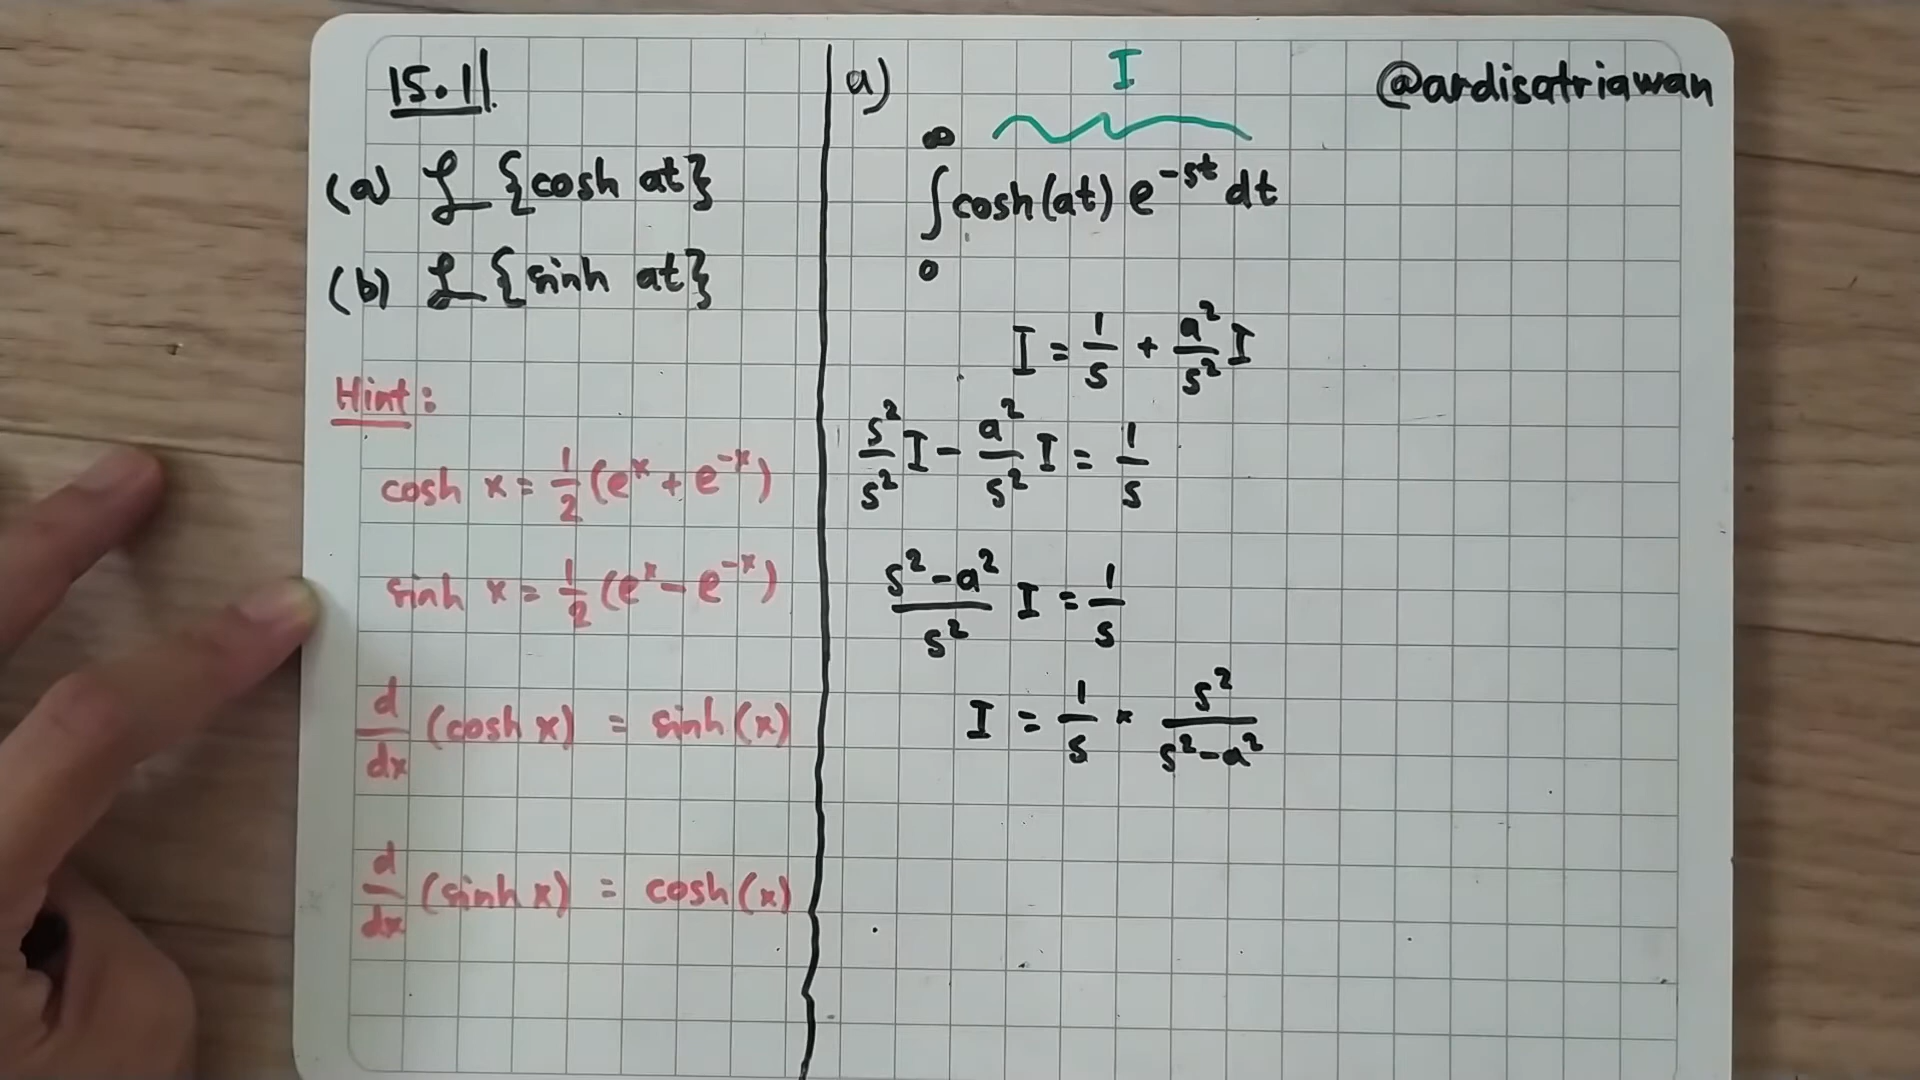 15.11.
(a) ℒ {cosh at}
(b) ℒ {sinh at}
Hint:
cosh x = 1/2 (e^x + e^-x)
sinh x = 1/2 (e^x - e^-x)
d/dx (cosh x) = sinh(x)
d/dx (sinh x) = cosh(x)
a)
I
∫_0^∞ cosh(at) e^-st dt
I = 1/s + a²/s² I
s²/s² I - a²/s² I = 1/s
(s² - a²)/s² I = 1/s
I = 1/s × s²/(s² - a²)
@ardisatriawan